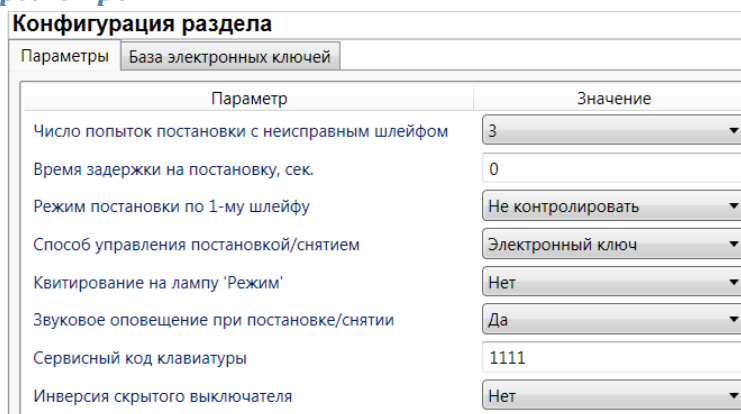 Конфигурация раздела
Параметры База электронных ключей
Параметр Значение
Число попыток постановки с неисправным шлейфом 3
Время задержки на постановку, сек. 0
Режим постановки по 1-му шлейфу Не контролировать
Способ управления постановкой/снятием Электронный ключ
Квитирование на лампу 'Режим' Нет
Звуковое оповещение при постановке/снятии Да
Сервисный код клавиатуры 1111
Инверсия скрытого выключателя Нет